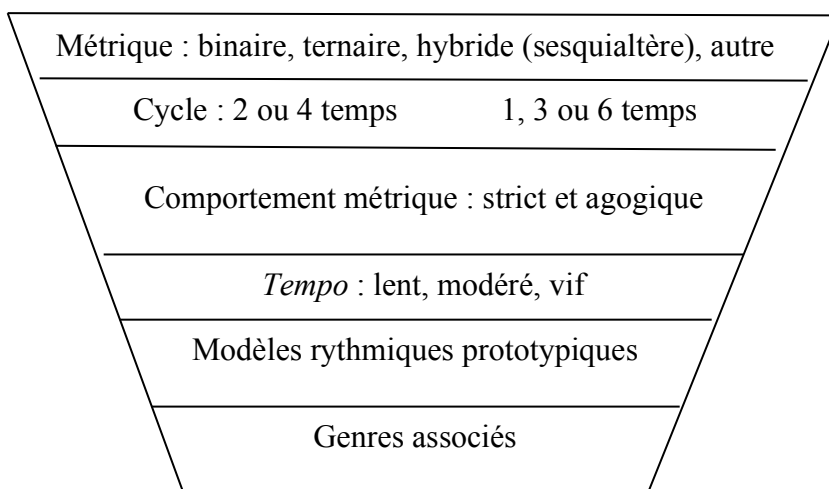 Métrique : binaire, ternaire, hybride (sesquialtère), autre
Cycle : 2 ou 4 temps 1, 3 ou 6 temps
Comportement métrique : strict et agogique
Tempo : lent, modéré, vif
Modèles rythmiques prototypiques
Genres associés